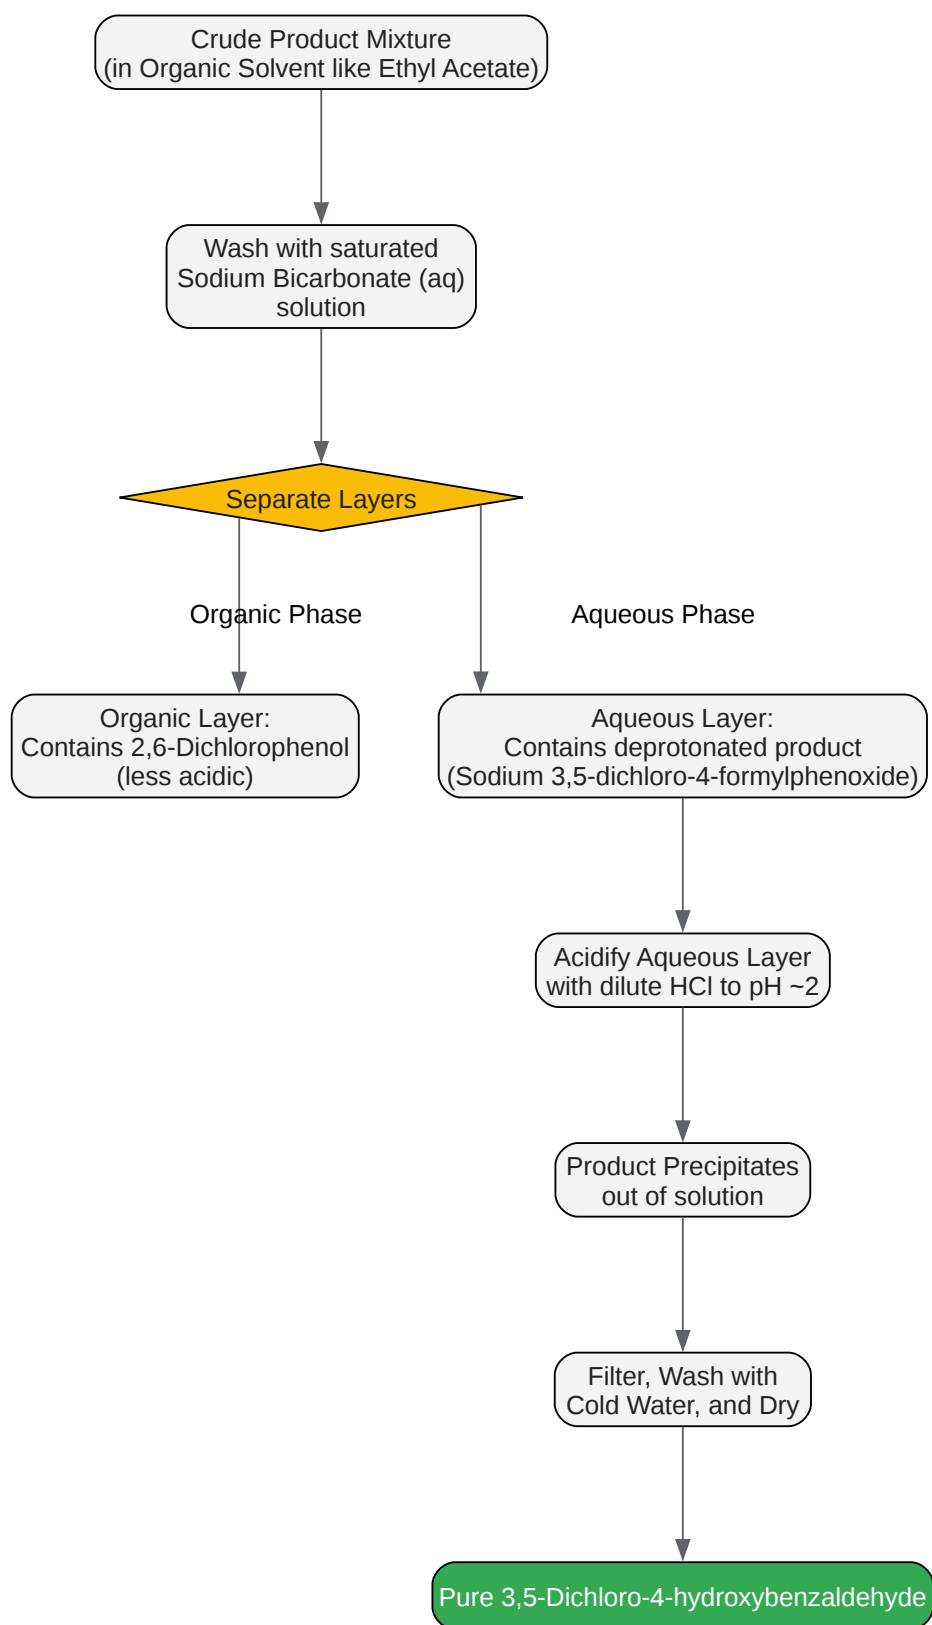 Crude Product Mixture
(in Organic Solvent like Ethyl Acetate)
Wash with saturated
Sodium Bicarbonate (aq)
solution
Separate Layers
Organic Phase
Aqueous Phase
Organic Layer:
Contains 2,6-Dichlorophenol
(less acidic)
Aqueous Layer:
Contains deprotonated product
(Sodium 3,5-dichloro-4-formylphenoxide)
Acidify Aqueous Layer
with dilute HCl to pH ~2
Product Precipitates
out of solution
Filter, Wash with
Cold Water, and Dry
Pure 3,5-Dichloro-4-hydroxybenzaldehyde